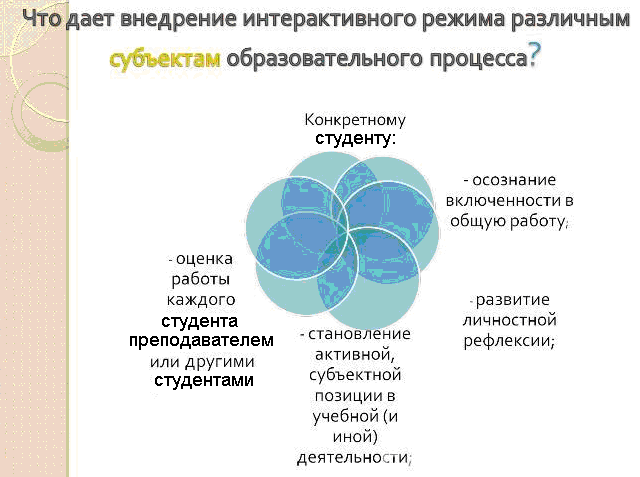 Что дает внедрение интерактивного режима различным
субъектам образовательного процесса?
Конкретному
студенту:
- осознание
включенности в
общую работу;
- развитие
личностной
рефлексии;
- становление
активной,
субъектной
позиции в
учебной (и
иной)
деятельности;
- оценка
работы
каждого
студента
преподавателем
или другими
студентами